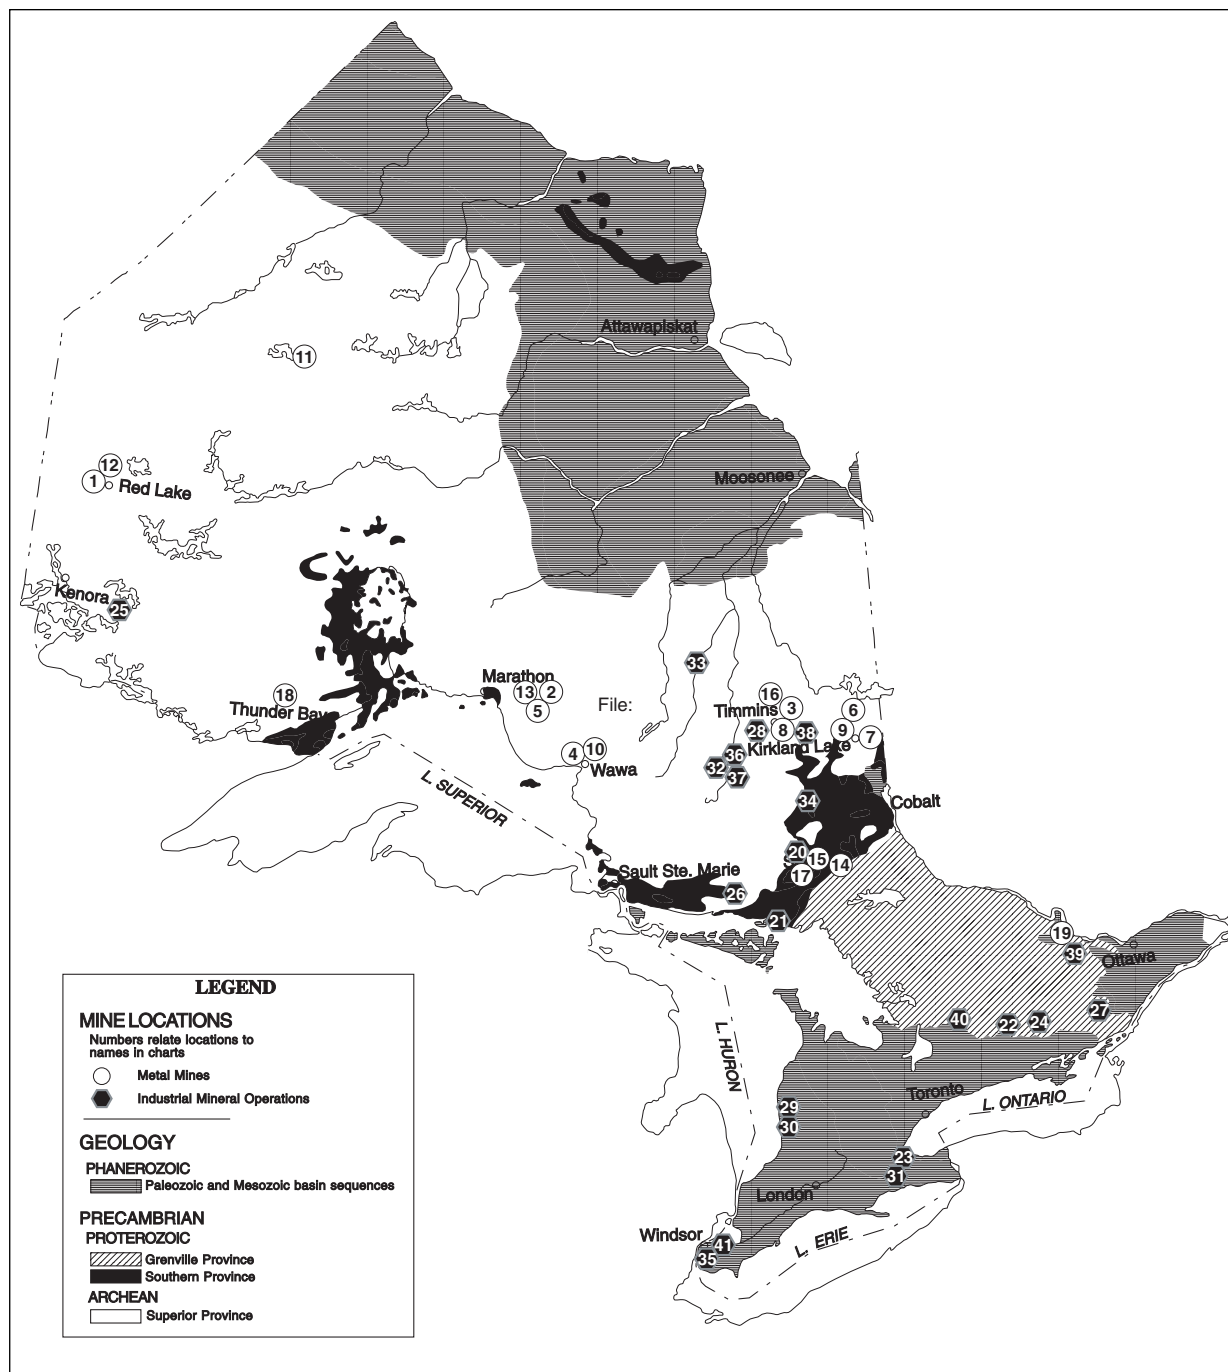 Attawapiskat
11
Moosonee
12
1
Red Lake
Kenora
25
33
Marathon
13
2
5
18
Thunder Bay
File:
16
Timmins
3
6
28
8
38
9
7
Kirkland Lake
36
32
37
4
10
Wawa
L. SUPERIOR
34
Cobalt
20
S
15
14
17
Sault Ste. Marie
26
21
19
39
Ottawa
27
40
22
24
L. HURON
Toronto
L. ONTARIO
29
30
23
31
London
Windsor
41
35
L. ERIE
LEGEND
MINE LOCATIONS
Numbers relate locations to
names in charts
Metal Mines
Industrial Mineral Operations
GEOLOGY
PHANEROZOIC
Paleozoic and Mesozoic basin sequences
PRECAMBRIAN
PROTEROZOIC
Grenville Province
Southern Province
ARCHEAN
Superior Province